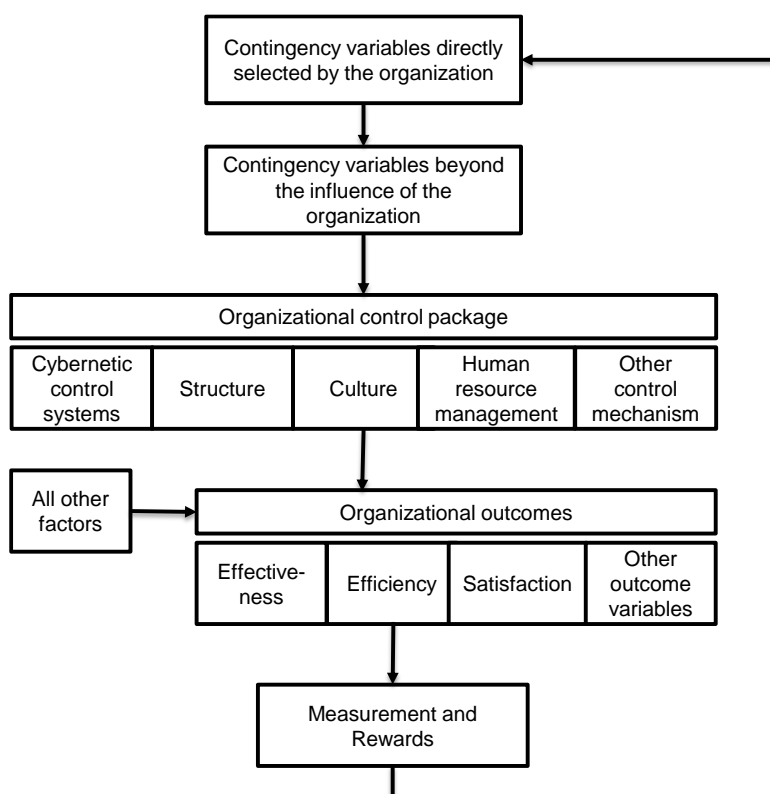 Contingency variables directly
selected by the organization
Contingency variables beyond
the influence of the
organization
Organizational control package
Cybernetic
control
systems
Structure
Culture
Human
resource
management
Other
control
mechanism
All other
factors
Organizational outcomes
Effective-
ness
Efficiency
Satisfaction
Other
outcome
variables
Measurement and
Rewards